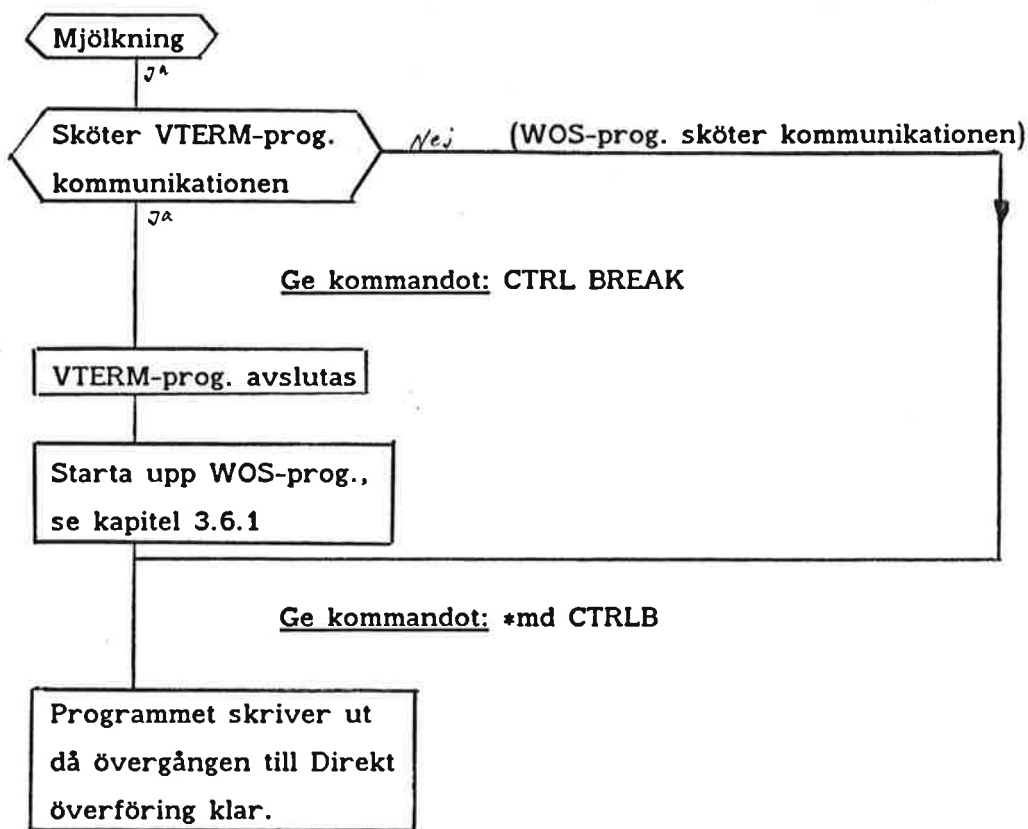 Mjölkning
Ja
Sköter VTERM-prog.
kommunikationen
Nej (WOS-prog. sköter kommunikationen)
Ja
Ge kommandot: CTRL BREAK
VTERM-prog. avslutas
Starta upp WOS-prog.,
se kapitel 3.6.1
Ge kommandot: *md CTRLB
Programmet skriver ut
då övergången till Direkt
överföring klar.